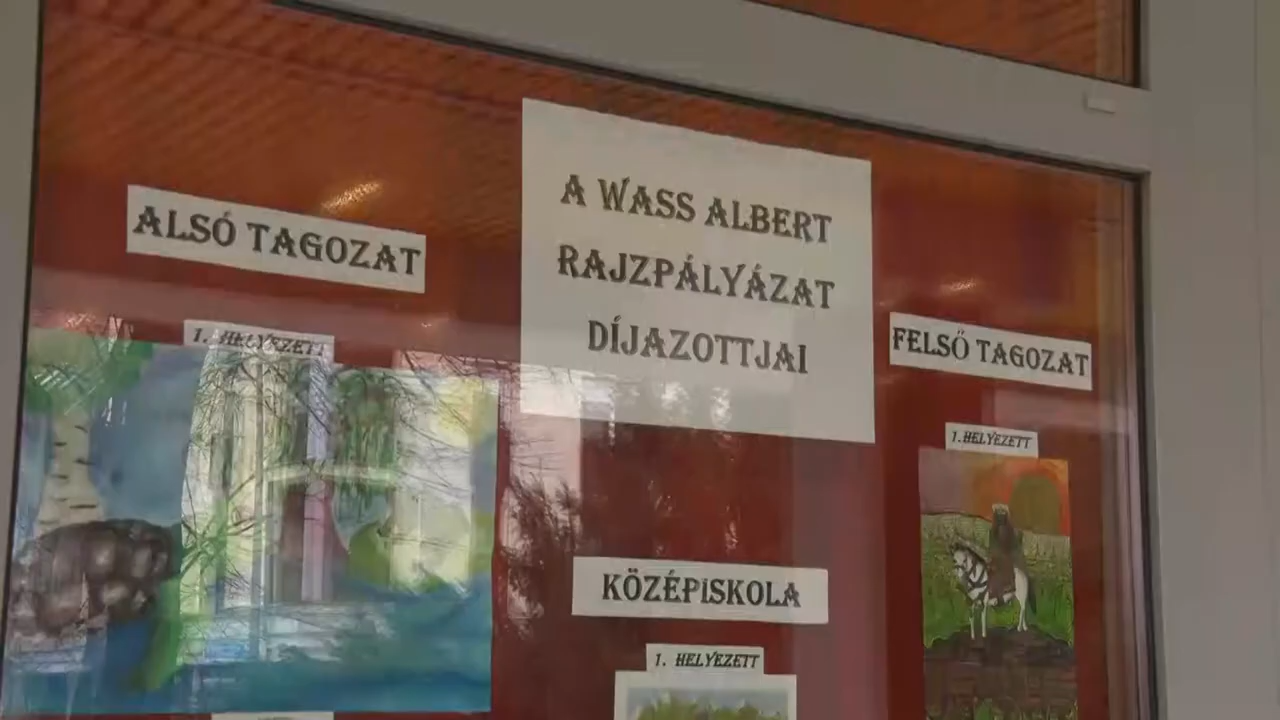 A WASS ALBERT
RAJZPÁLYÁZAT
DÍJAZOTTJAI
ALSÓ TAGOZAT
1. HELYEZETT
FELSŐ TAGOZAT
1. HELYEZETT
KÖZÉPiSKOLA
1. HELYEZETT